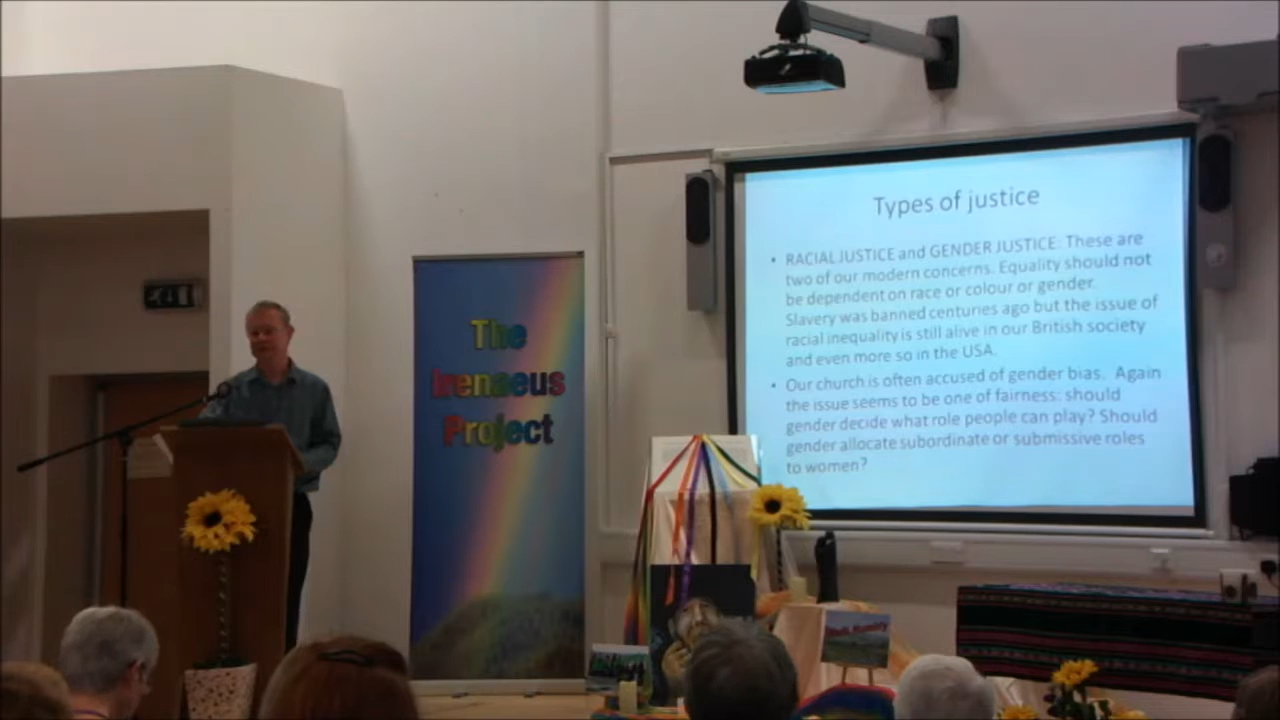 Types of justice
• RACIAL JUSTICE and GENDER JUSTICE: These are
two of our modern concerns. Equality should not
be dependent on race or colour or gender.
Slavery was banned centuries ago but the issue of
racial inequality is still alive in our British society
and even more so in the USA.
• Our church is often accused of gender bias. Again
the issue seems to be one of fairness: should
gender decide what role people can play? Should
gender allocate subordinate or submissive roles
to women?
The
Irenaeus
Project